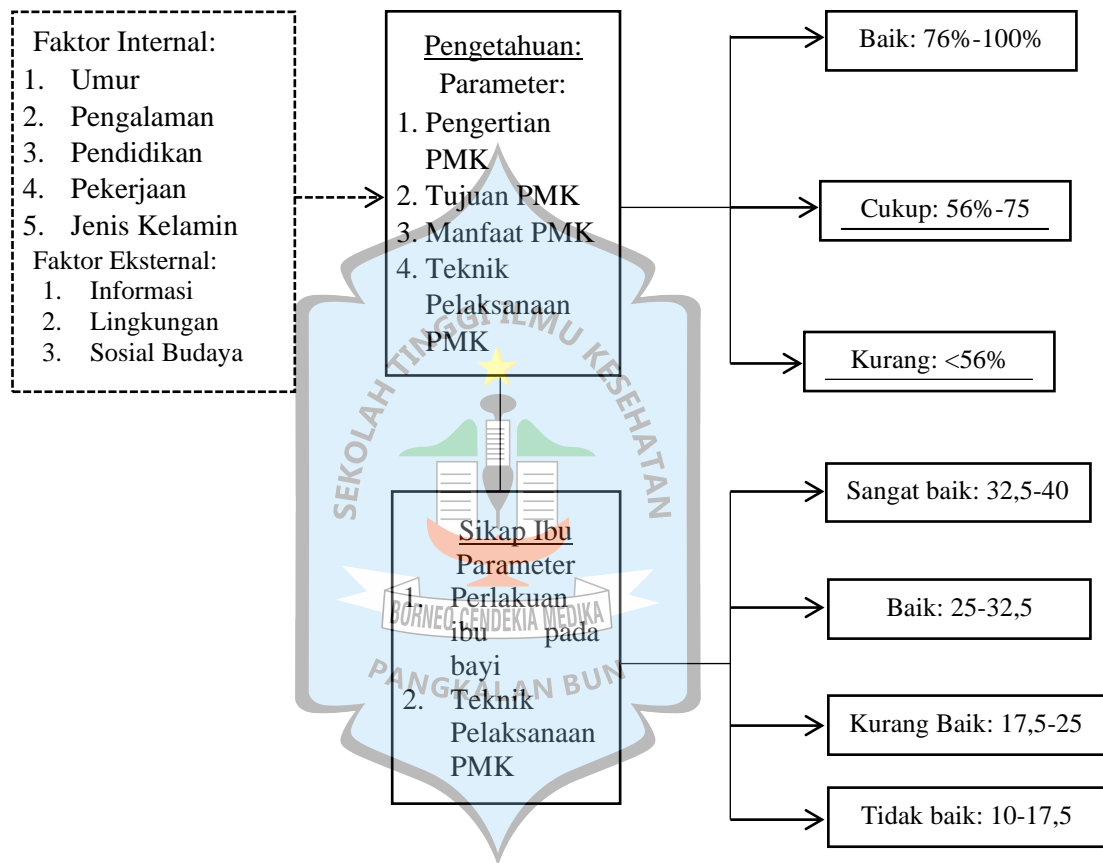 Faktor Internal:
1. Umur
2. Pengalaman
3. Pendidikan
4. Pekerjaan
5. Jenis Kelamin
Faktor Eksternal:
1. Informasi
2. Lingkungan
3. Sosial Budaya
Pengetahuan:
Parameter:
1. Pengertian
PMK
2. Tujuan PMK
3. Manfaat PMK
4. Teknik
Pelaksanaan
PMK
Baik: 76%-100%
Cukup: 56%-75
Kurang: <56%
Sikap Ibu
Parameter
1. Perlakuan
ibu pada
bayi
2. Teknik
Pelaksanaan
PMK
Sangat baik: 32,5-40
Baik: 25-32,5
Kurang Baik: 17,5-25
Tidak baik: 10-17,5
SEKOLAH TINGGI ILMU KESEHATAN
BORNEO CENDEKIA MEDIKA
PANGKALAN BUN